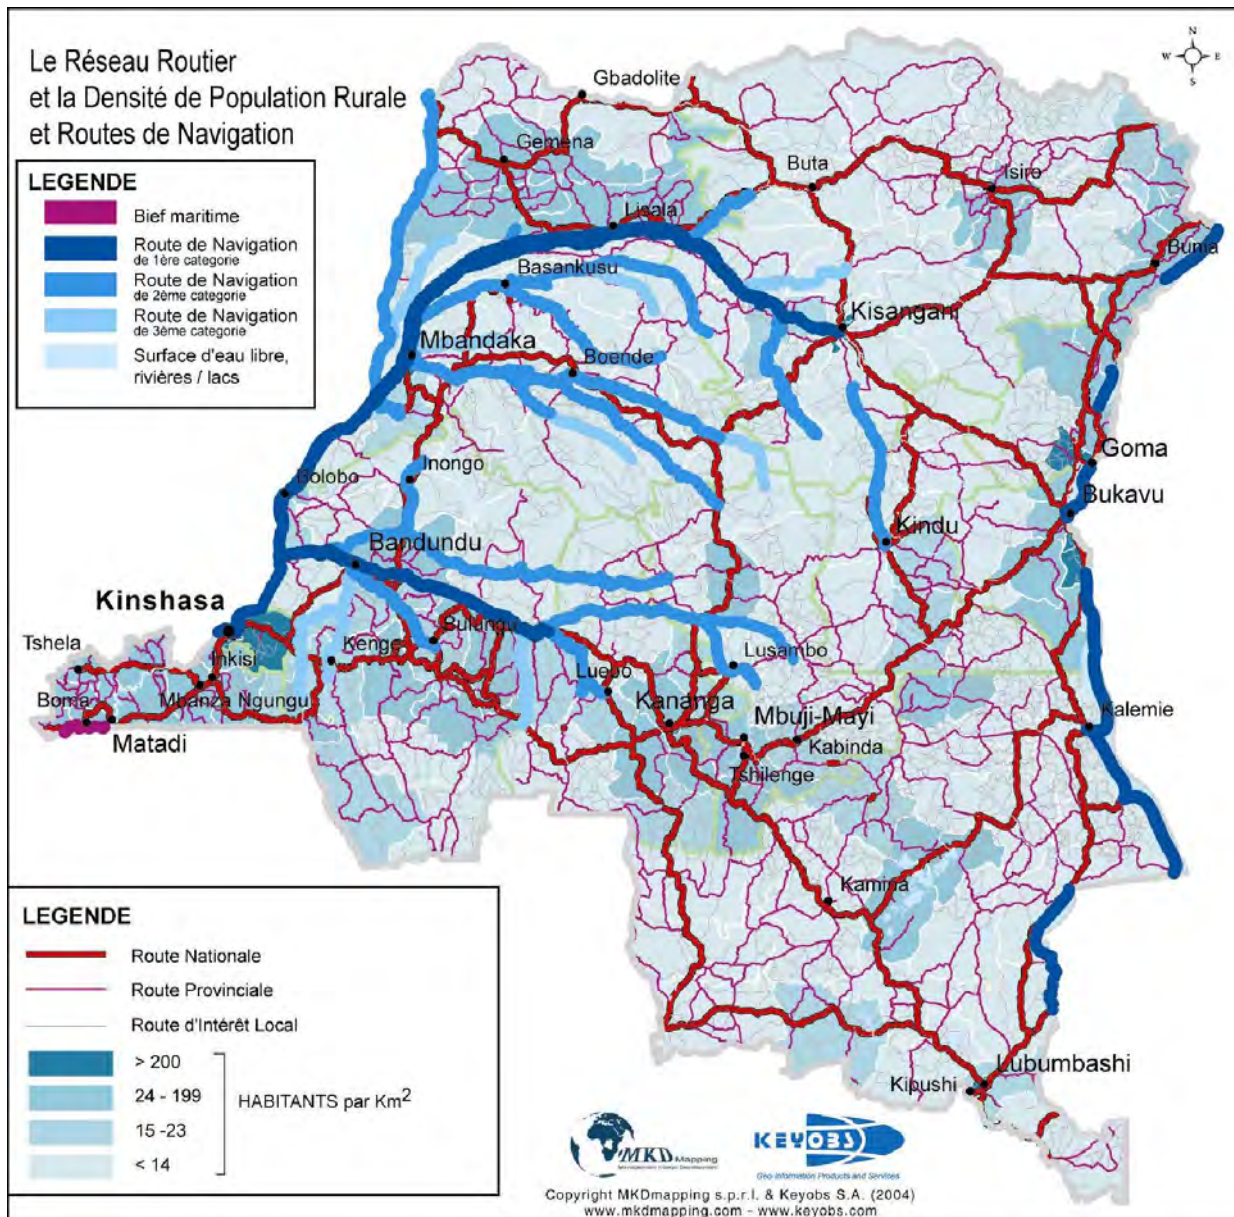 Le Réseau Routier
et la Densité de Population Rurale
et Routes de Navigation
N
W E
S
LEGENDE
Bief maritime
Route de Navigation
de 1ère categorie
Route de Navigation
de 2ème categorie
Route de Navigation
de 3ème categorie
Surface d'eau libre,
rivières / lacs
Gbadolite
Gemena
Buta
Isiro
Lisala
Bunia
Basankusu
Kisangani
Mbandaka
Boende
Goma
Inongo
Bolobo
Bukavu
Kindu
Bandundu
Kinshasa
Tshela
Inkisi
Kenge
Bulungu
Lusambo
Luebo
Boma
Mbanza Ngungu
Kananga
Mbuji-Mayi
Kalemie
Matadi
Kabinda
Tshilenge
Kamina
Lubumbashi
Kipushi
LEGENDE
Route Nationale
Route Provinciale
Route d'Intérêt Local
> 200
24 - 199
15 -23
< 14
HABITANTS par Km²
MKD Mapping
KEYOBS
Geo-Information Products and Services
Copyright MKDmapping s.p.r.l. & Keyobs S.A. (2004)
www.mkdmapping.com - www.keyobs.com